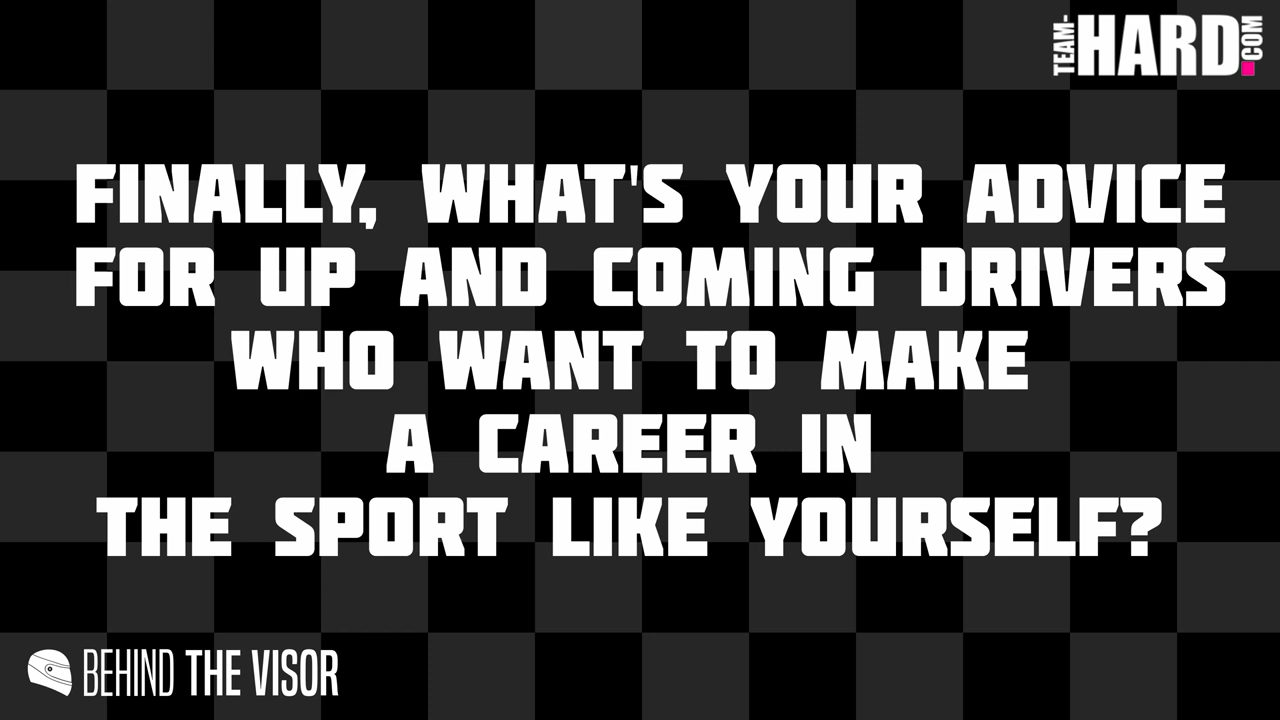 TEAM-HARD.COM
FINALLY, WHAT'S YOUR ADVICE
FOR UP AND COMING DRIVERS
WHO WANT TO MAKE
A CAREER IN
THE SPORT LIKE YOURSELF?
BEHIND THE VISOR